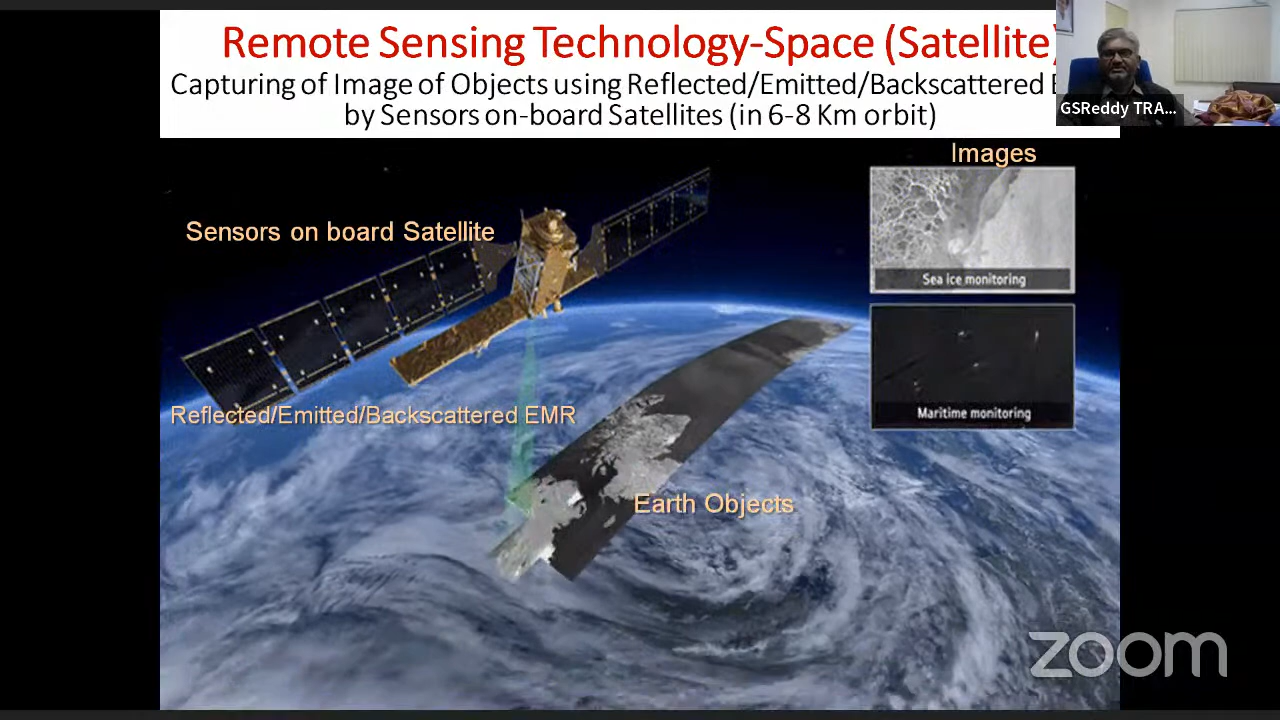 Remote Sensing Technology-Space (Satellite)
Capturing of Image of Objects using Reflected/Emitted/Backscattered
by Sensors on-board Satellites (in 6-8 Km orbit)
GSReddy TRA...
Images
Sensors on board Satellite
Sea ice monitoring
Reflected/Emitted/Backscattered EMR
Maritime monitoring
Earth Objects
zoom